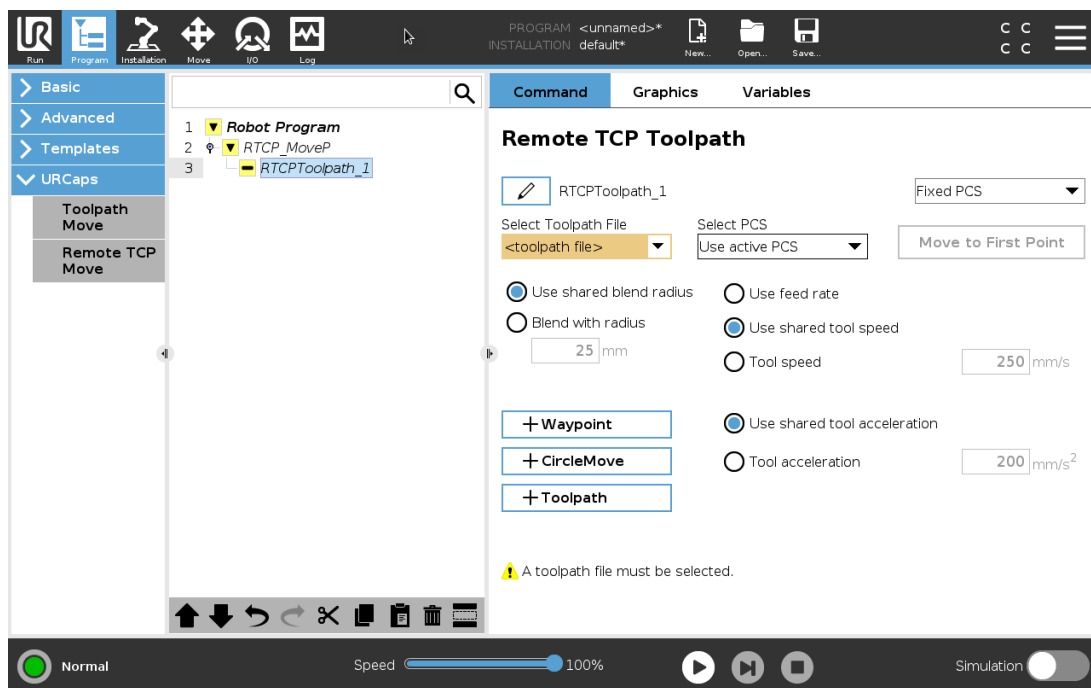 PROGRAM <unnamed>*
INSTALLATION default*
UR
Run
Program
Installation
Move
I/O
Log
New...
Open...
Save...
C C
C C
Basic
Advanced
Templates
URCaps
Toolpath
Move
Remote TCP
Move
1 Robot Program
2 RTCP_MoveP
3 RTCPToolpath_1
Command Graphics Variables
Remote TCP Toolpath
RTCPToolpath_1
Fixed PCS
Select Toolpath File
Select PCS
<toolpath file>
Use active PCS
Move to First Point
Use shared blend radius
Use feed rate
Blend with radius
Use shared tool speed
25 mm
Tool speed
250 mm/s
+ Waypoint
Use shared tool acceleration
+ CircleMove
Tool acceleration
200 mm/s²
+ Toolpath
A toolpath file must be selected.
Normal
Speed
100%
Simulation